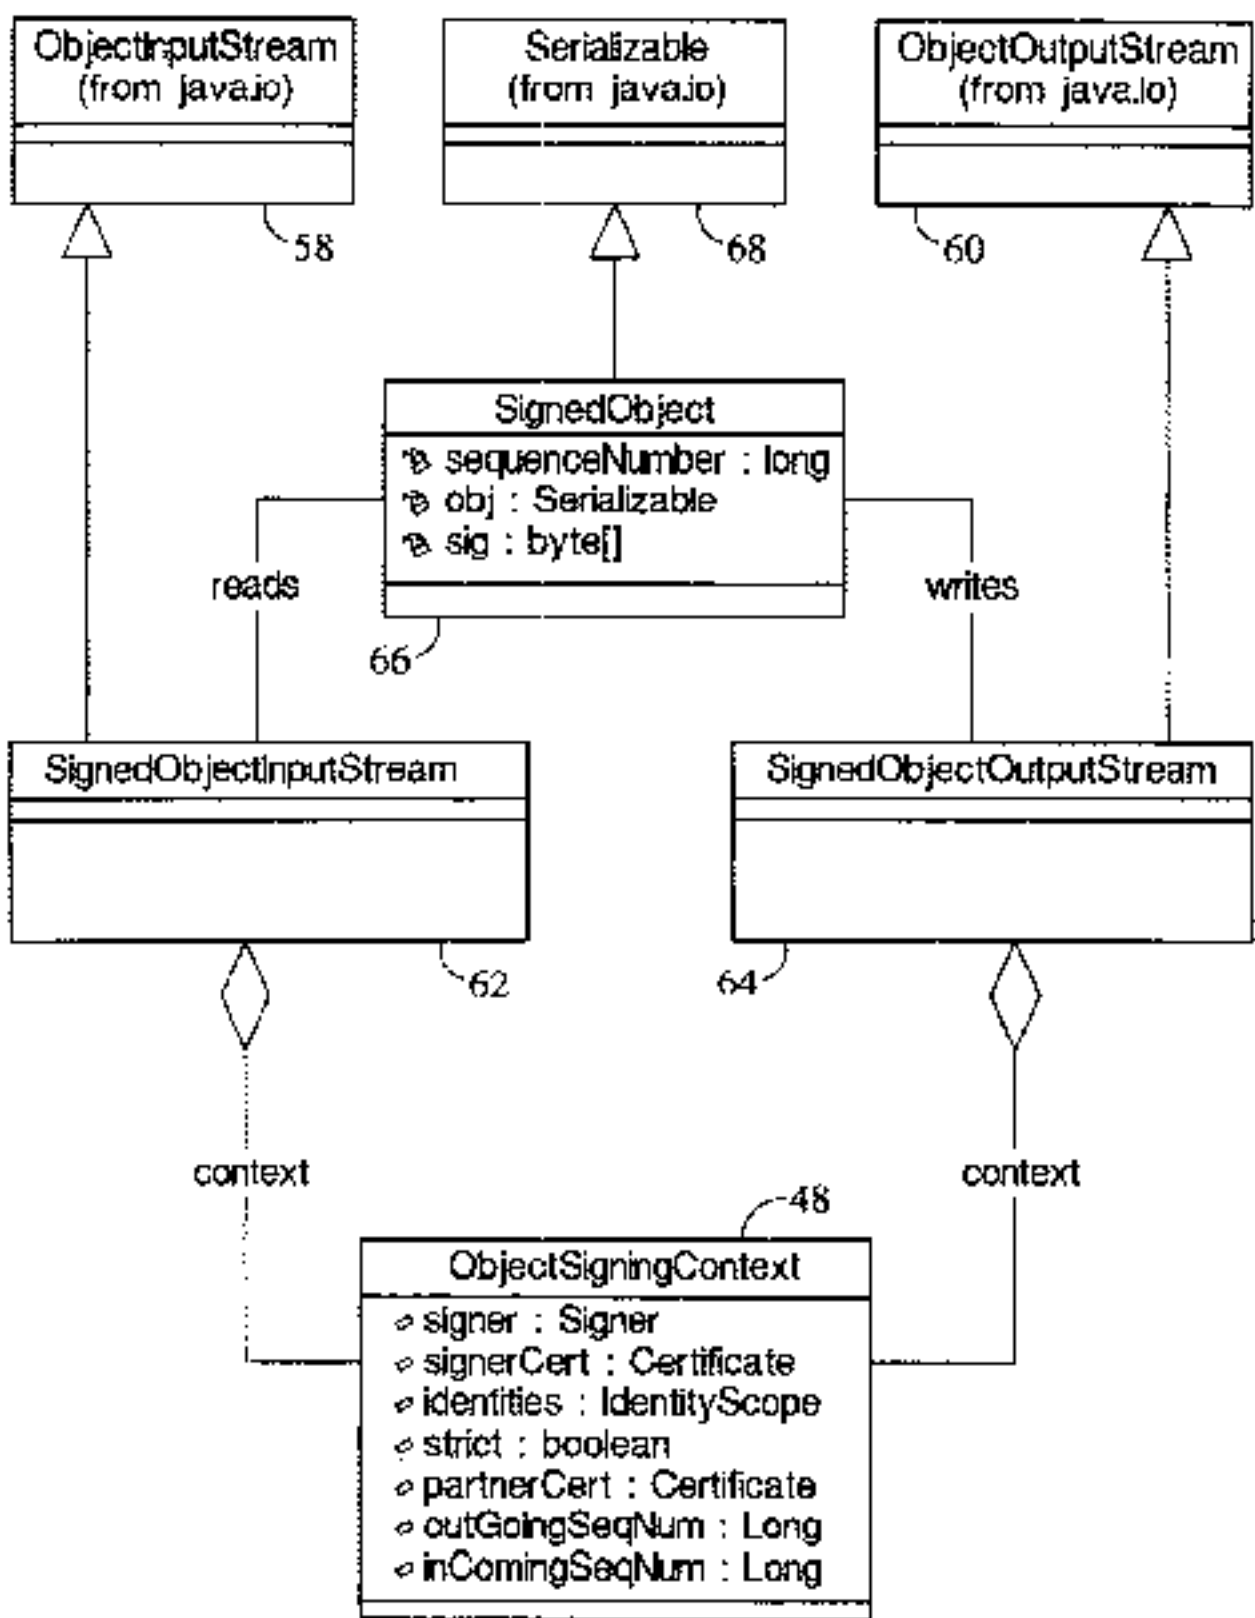 ObjectInputStream
(from java.io)
Serializable
(from java.io)
ObjectOutputStream
(from java.io)
58
68
60
SignedObject
sequenceNumber : long
obj : Serializable
sig : byte[]
reads
writes
66
SignedObjectInputStream
SignedObjectOutputStream
62
64
context
context
48
ObjectSigningContext
signer : Signer
signerCert : Certificate
identities : IdentityScope
strict : boolean
partnerCert : Certificate
outGoingSeqNum : Long
inComingSeqNum : Long